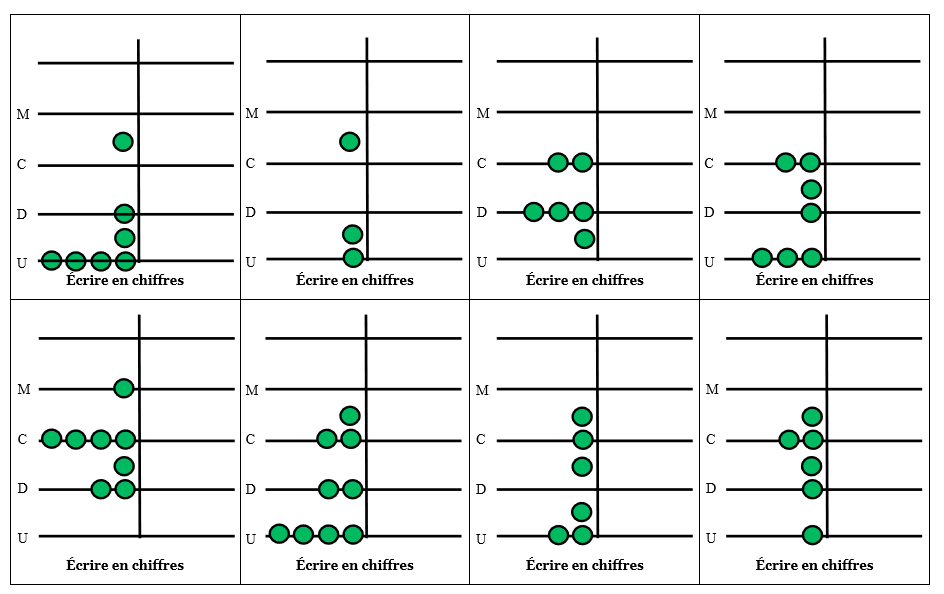 M
C
D
U
Écrire en chiffres
M
C
D
U
Écrire en chiffres
M
C
D
U
Écrire en chiffres
M
C
D
U
Écrire en chiffres
M
C
D
U
Écrire en chiffres
M
C
D
U
Écrire en chiffres
M
C
D
U
Écrire en chiffres
M
C
D
U
Écrire en chiffres